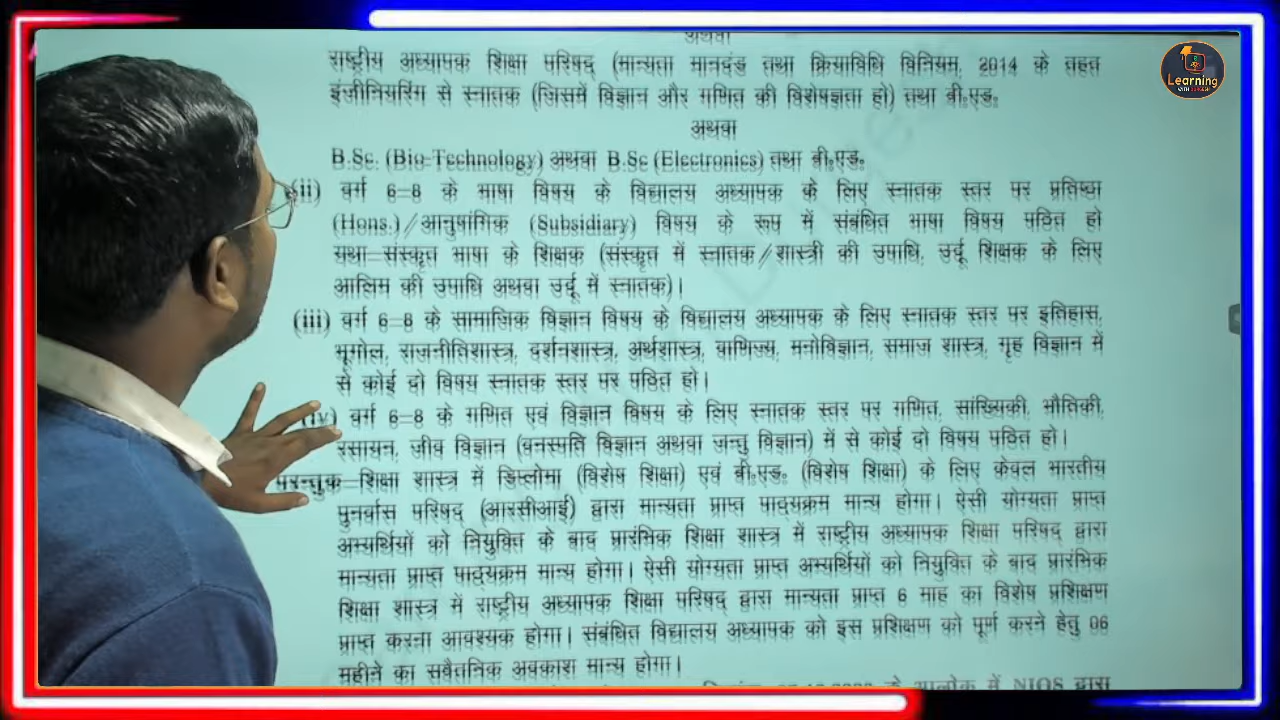 अथवा
राष्ट्रीय अध्यापक शिक्षा परिषद् (मान्यता मानदंड तथा क्रियाविधि विनियम, 2014 के तहत
इंजीनियरिंग से स्नातक (जिसमें विज्ञान और गणित की विशेषज्ञता हो) तथा बी॰एड॰
अथवा
B.Sc. (Bio-Technology) अथवा B.Sc (Electronics) तथा बी॰एड॰
(ii) वर्ग 6–8 के भाषा विषय के विद्यालय अध्यापक के लिए स्नातक स्तर पर प्रतिष्ठा
(Hons.)/आनुषांगिक (Subsidiary) विषय के रूप में संबंधित भाषा विषय पठित हो
यथा–संस्कृत भाषा के शिक्षक (संस्कृत में स्नातक/शास्त्री की उपाधि, उर्दू शिक्षक के लिए
आलिम की उपाधि अथवा उर्दू में स्नातक)।
(iii) वर्ग 6–8 के सामाजिक विज्ञान विषय के विद्यालय अध्यापक के लिए स्नातक स्तर पर इतिहास,
भूगोल, राजनीतिशास्त्र, दर्शनशास्त्र, अर्थशास्त्र, वाणिज्य, मनोविज्ञान, समाज शास्त्र, गृह विज्ञान में
से कोई दो विषय स्नातक स्तर पर पठित हो।
(iv) वर्ग 6–8 के गणित एवं विज्ञान विषय के लिए स्नातक स्तर पर गणित, सांख्यिकी, भौतिकी,
रसायन, जीव विज्ञान (वनस्पति विज्ञान अथवा जन्तु विज्ञान) में से कोई दो विषय पठित हो।
परन्तुक–शिक्षा शास्त्र में डिप्लोमा (विशेष शिक्षा) एवं बी॰एड॰ (विशेष शिक्षा) के लिए केवल भारतीय
पुनर्वास परिषद् (आरसीआई) द्वारा मान्यता प्राप्त पाठ्यक्रम मान्य होगा। ऐसी योग्यता प्राप्त
अभ्यर्थियों को नियुक्ति के बाद प्रारंभिक शिक्षा शास्त्र में राष्ट्रीय अध्यापक शिक्षा परिषद् द्वारा
मान्यता प्राप्त पाठ्यक्रम मान्य होगा। ऐसी योग्यता प्राप्त अभ्यर्थियों को नियुक्ति के बाद प्रारंभिक
शिक्षा शास्त्र में राष्ट्रीय अध्यापक शिक्षा परिषद् द्वारा मान्यता प्राप्त 6 माह का विशेष प्रशिक्षण
प्राप्त करना आवश्यक होगा। संबंधित विद्यालय अध्यापक को इस प्रशिक्षण को पूर्ण करने हेतु 06
महीने का सवैतनिक अवकाश मान्य होगा।
के आलोक में NIOS द्वारा
Learning